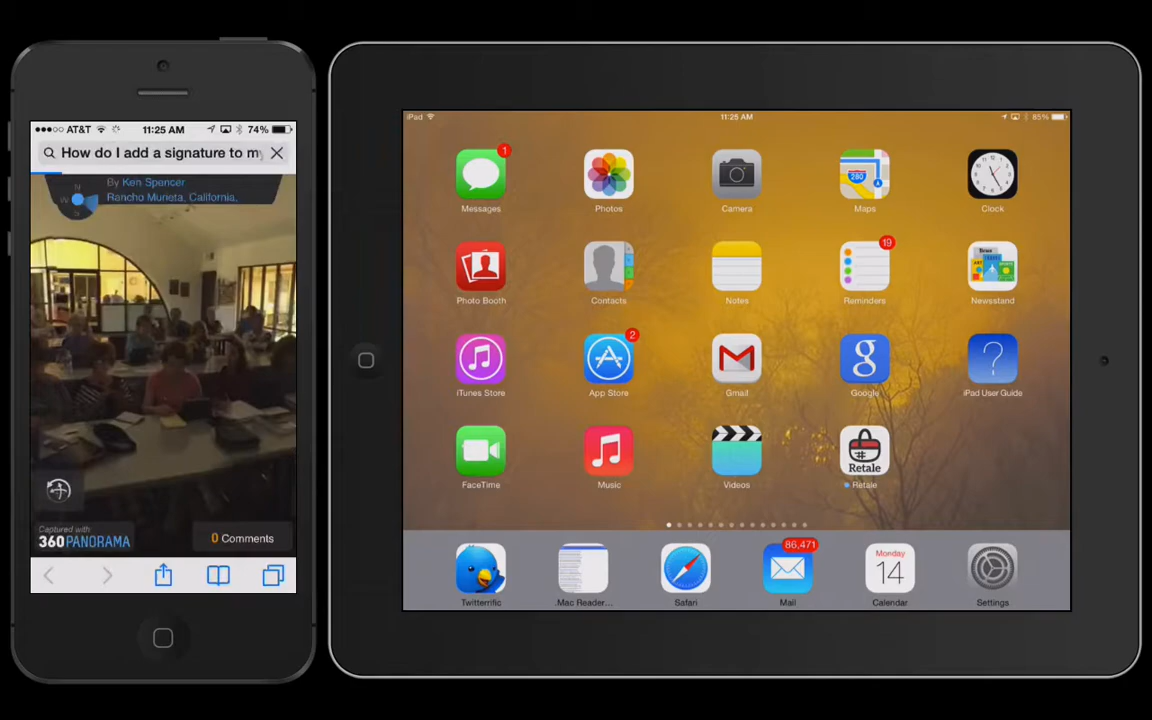 AT&T 11:25 AM 74%
How do I add a signature to my
By Ken Spencer
Rancho Murieta, California,
N
W
S
Captured with
360PANORAMA
0 Comments
iPad 11:25 AM 85%
1
Messages Photos Camera 280 Maps Clock
19
Photo Booth Contacts Notes Reminders Newsstand
2
g ?
iTunes Store App Store Gmail Google iPad User Guide
Retale
FaceTime Music Videos Retale
86,471
Monday
14
Twitterrific .Mac Reader... Safari Mail Calendar Settings